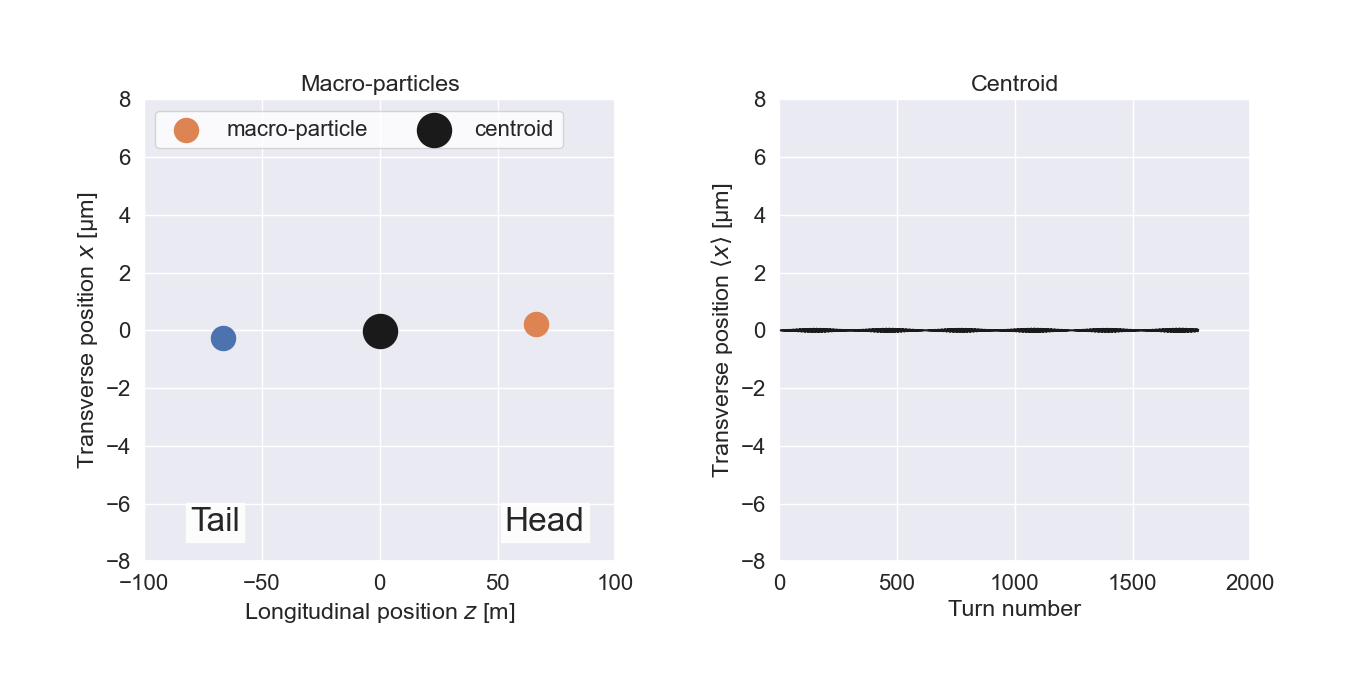 Macro-particles
macro-particle
centroid
8
6
4
2
0
−2
−4
−6
−8
Transverse position x [μm]
Tail
Head
−100
−50
0
50
100
Longitudinal position z [m]
Centroid
8
6
4
2
0
−2
−4
−6
−8
Transverse position ⟨x⟩ [μm]
0
500
1000
1500
2000
Turn number